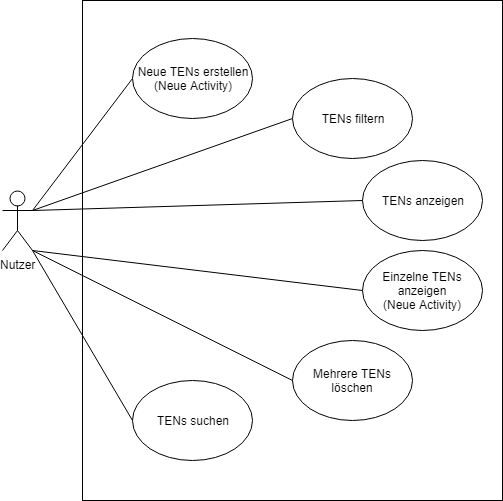 Neue TENs erstellen
(Neue Activity)
TENs filtern
TENs anzeigen
Nutzer
Einzelne TENs
anzeigen
(Neue Activity)
Mehrere TENs
löschen
TENs suchen